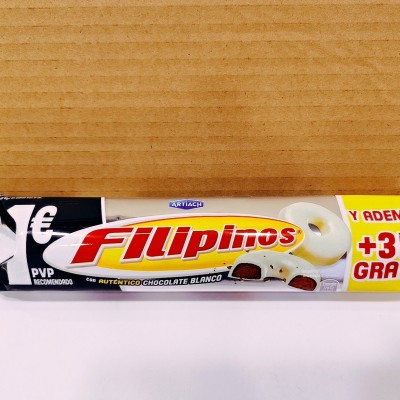 ARTIACH
1€
PVP
RECOMENDADO
Filipinos
con AUTÉNTICO CHOCOLATE BLANCO
Y ADEM
+3
GRA